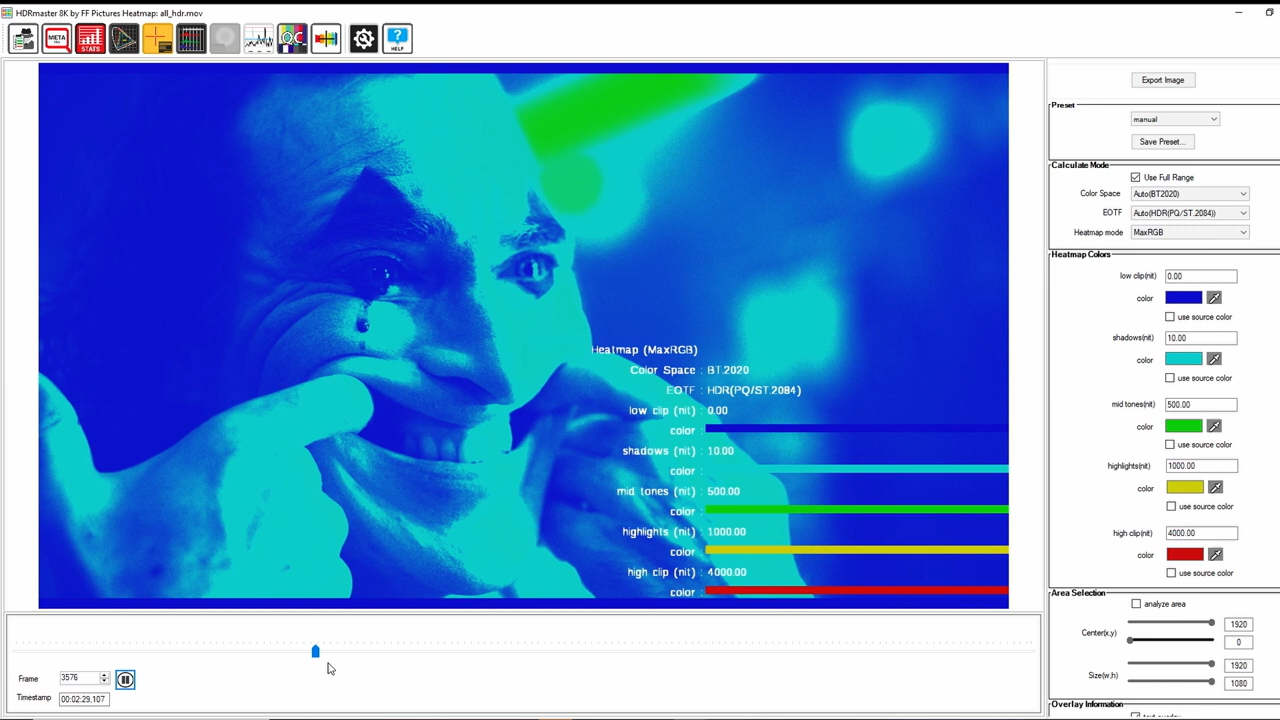 HDRmaster 8K by FF Pictures Heatmap: all_hdr.mov
META
STATS
QC
HELP
Export Image
Preset
manual
Save Preset...
Calculate Mode
Use Full Range
Color Space Auto(BT2020)
EOTF Auto(HDR(PQ/ST.2084))
Heatmap mode MaxRGB
Heatmap Colors
low clip(nit) 0.00
color
use source color
shadows(nit) 10.00
color
use source color
mid tones(nit) 500.00
color
use source color
highlights(nit) 1000.00
color
use source color
high clip(nit) 4000.00
color
use source color
Area Selection
analyze area
Center(x,y) 1920
0
Size(w,h) 1920
1080
Overlay Information
text overlay
Heatmap (MaxRGB)
Color Space : BT.2020
EOTF : HDR(PQ/ST.2084)
low clip (nit) : 0.00
color :
shadows (nit) : 10.00
color :
mid tones (nit) : 500.00
color :
highlights (nit) : 1000.00
color :
high clip (nit) : 4000.00
color :
Frame 3576
Timestamp 00:02:29,107